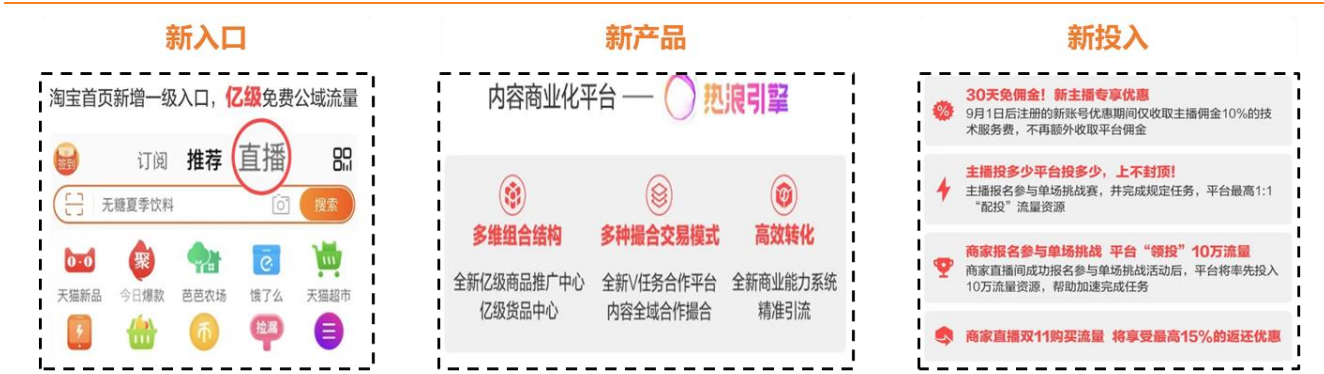 新入口
新产品
新投入
淘宝首页新增一级入口，亿级免费公域流量
签到
订阅 推荐 直播
无糖夏季饮料
搜索
聚
天猫新品 今日爆款 芭芭农场 饿了么 天猫超市
币
捡漏
内容商业化平台 —— 热浪引擎
多维组合结构 多种撮合交易模式 高效转化
全新亿级商品推广中心 全新V任务合作平台 全新商业能力系统
亿级货品中心 内容全域合作撮合 精准引流
30天免佣金！新主播专享优惠
9月1日后注册的新账号优惠期间仅收取主播佣金10%的技
术服务费，不再额外收取平台佣金
主播投多少平台投多少，上不封顶！
主播报名参与单场挑战赛，并完成规定任务，平台最高1:1
“配投”流量资源
商家报名参与单场挑战 平台“领投”10万流量
商家直播间成功报名参与单场挑战活动后，平台将率先投入
10万流量资源，帮助加速完成任务
商家直播双11购买流量 将享受最高15%的返还优惠